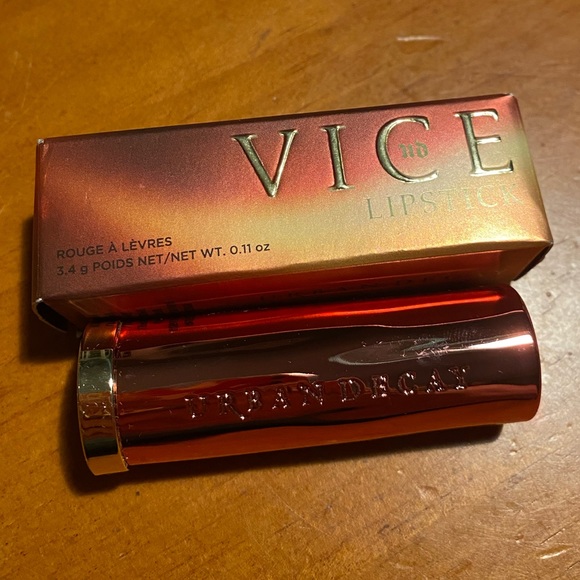 VICE
UD
LIPSTICK
ROUGE À LÈVRES
3.4 g POIDS NET/NET WT. 0.11 oz
URBAN DECAY